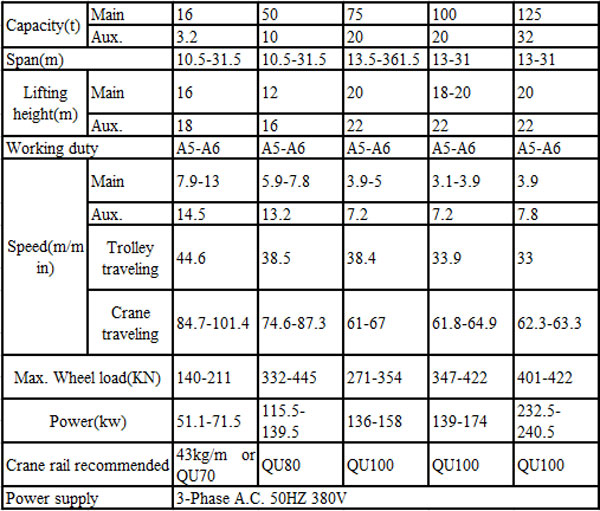 Capacity(t) Main 16 50 75 100 125
Aux. 3.2 10 20 20 32
Span(m) 10.5-31.5 10.5-31.5 13.5-361.5 13-31 13-31
Lifting height(m) Main 16 12 20 18-20 20
Aux. 18 16 22 22 22
Working duty A5-A6 A5-A6 A5-A6 A5-A6 A5-A6
Speed(m/min) Main 7.9-13 5.9-7.8 3.9-5 3.1-3.9 3.9
Aux. 14.5 13.2 7.2 7.2 7.8
Trolley traveling 44.6 38.5 38.4 33.9 33
Crane traveling 84.7-101.4 74.6-87.3 61-67 61.8-64.9 62.3-63.3
Max. Wheel load(KN) 140-211 332-445 271-354 347-422 401-422
Power(kw) 51.1-71.5 115.5-139.5 136-158 139-174 232.5-240.5
Crane rail recommended 43kg/m or QU70 QU80 QU100 QU100 QU100
Power supply 3-Phase A.C. 50HZ 380V